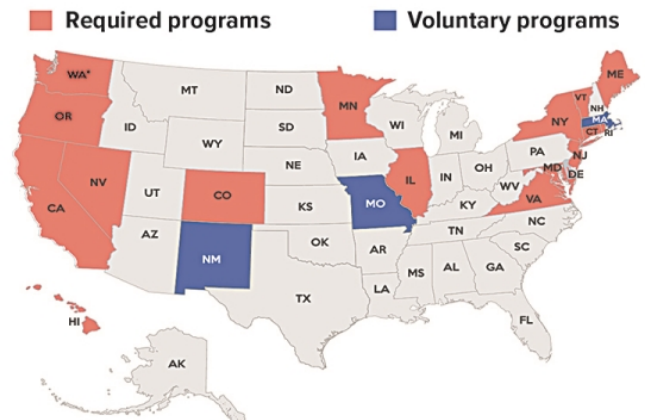 Required programs
Voluntary programs
WA*
MT
ND
MN
ME
VT
NH
OR
ID
SD
WI
MI
NY
MA
CT
RI
WY
IA
PA
NJ
NE
IL
IN
OH
MD
DE
NV
UT
CO
WV
VA
CA
KS
MO
KY
NC
AZ
NM
OK
AR
TN
SC
MS
AL
GA
TX
LA
FL
HI
AK